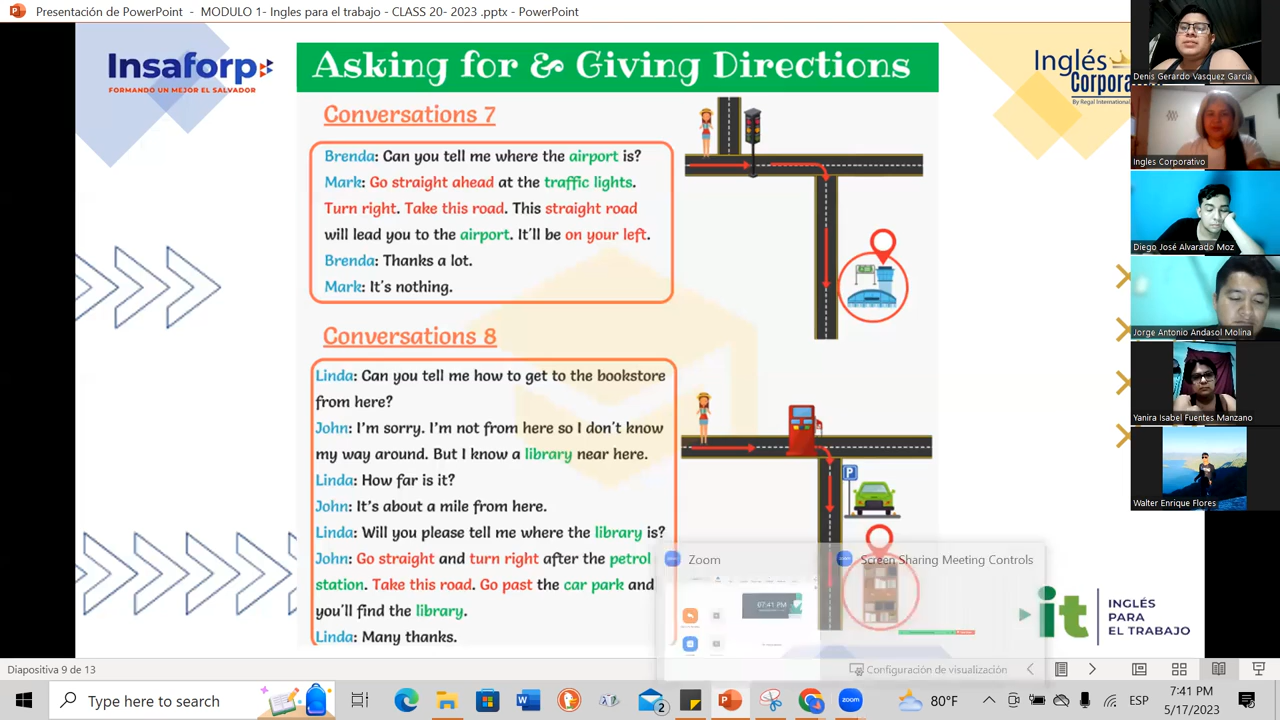 Presentación de PowerPoint - MODULO 1- Ingles para el trabajo - CLASS 20- 2023 .pptx - PowerPoint
Insaforp
FORMANDO UN MEJOR EL SALVADOR
Asking for & Giving Directions
Inglés
By Regal International
Conversations 7
Brenda: Can you tell me where the airport is?
Mark: Go straight ahead at the traffic lights.
Turn right. Take this road. This straight road
will lead you to the airport. It'll be on your left.
Brenda: Thanks a lot.
Mark: It's nothing.
Conversations 8
Linda: Can you tell me how to get to the bookstore
from here?
John: I'm sorry. I'm not from here so I don't know
my way around. But I know a library near here.
Linda: How far is it?
John: It's about a mile from here.
Linda: Will you please tell me where the library is?
John: Go straight and turn right after the petrol
station. Take this road. Go past the car park and
you'll find the library.
Linda: Many thanks.
P
Zoom
Screen Sharing Meeting Controls
07:41 PM
it
INGLÉS
PARA EL
TRABAJO
Denis Gerardo Vasquez Garcia
Ingles Corporativo
Diego José Alvarado Moz
Jorge Antonio Andasol Molina
Yanira Isabel Fuentes Manzano
Walter Enrique Flores
Diapositiva 9 de 13
Configuración de visualización
Type here to search
2
80°F
ESP
7:41 PM
5/17/2023